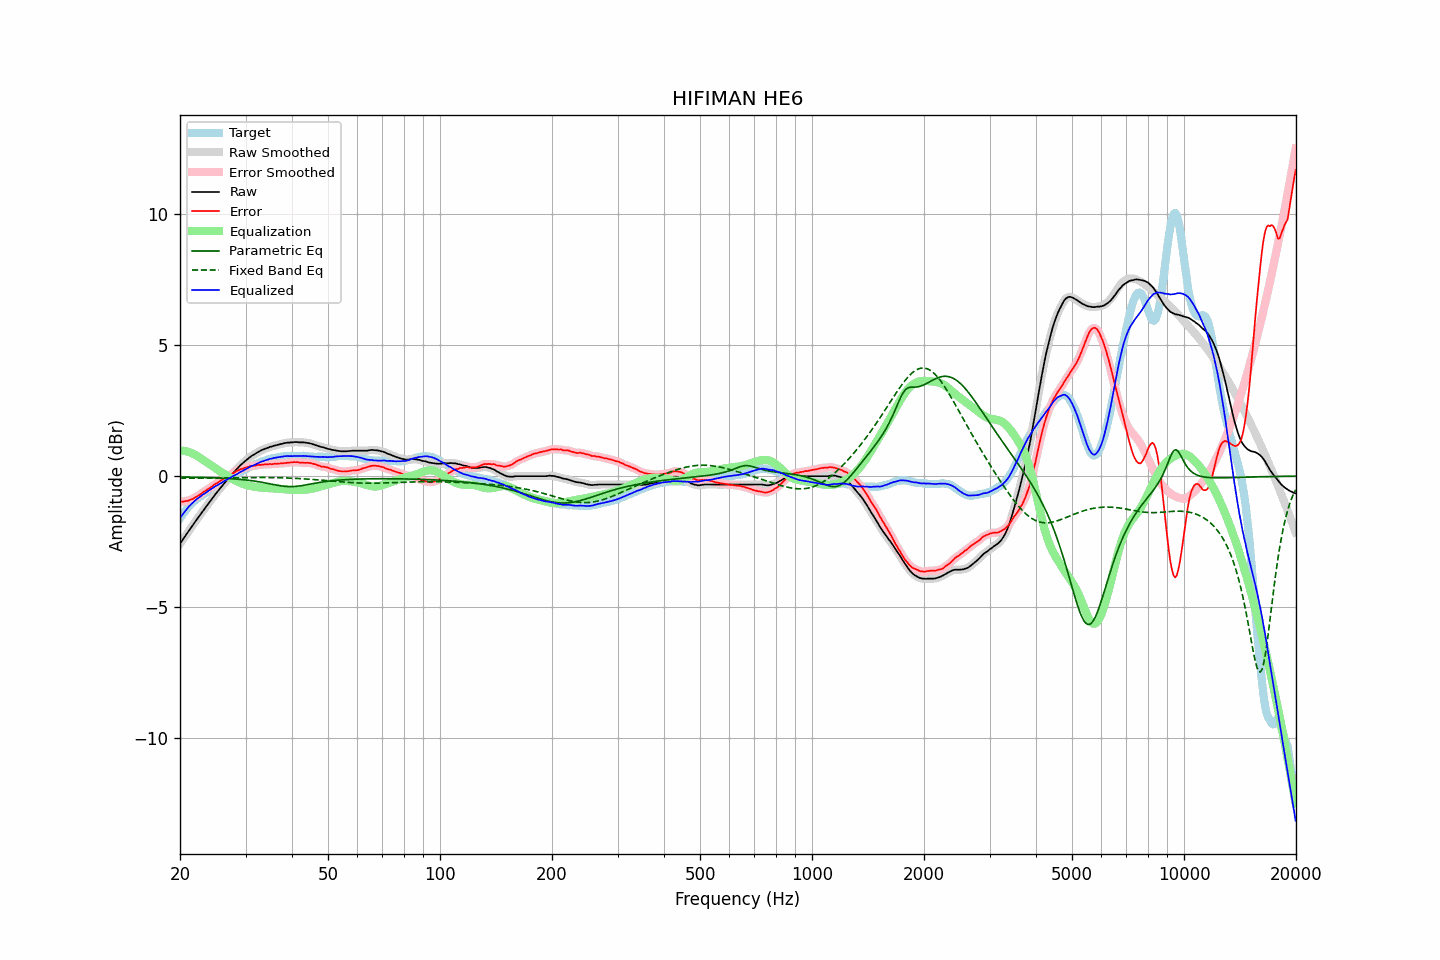 HIFIMAN HE6
Target
Raw Smoothed
Error Smoothed
Raw
Error
Equalization
Parametric Eq
Fixed Band Eq
Equalized
10
5
0
−5
−10
Amplitude (dBr)
20
50
100
200
500
1000
2000
5000
10000
20000
Frequency (Hz)